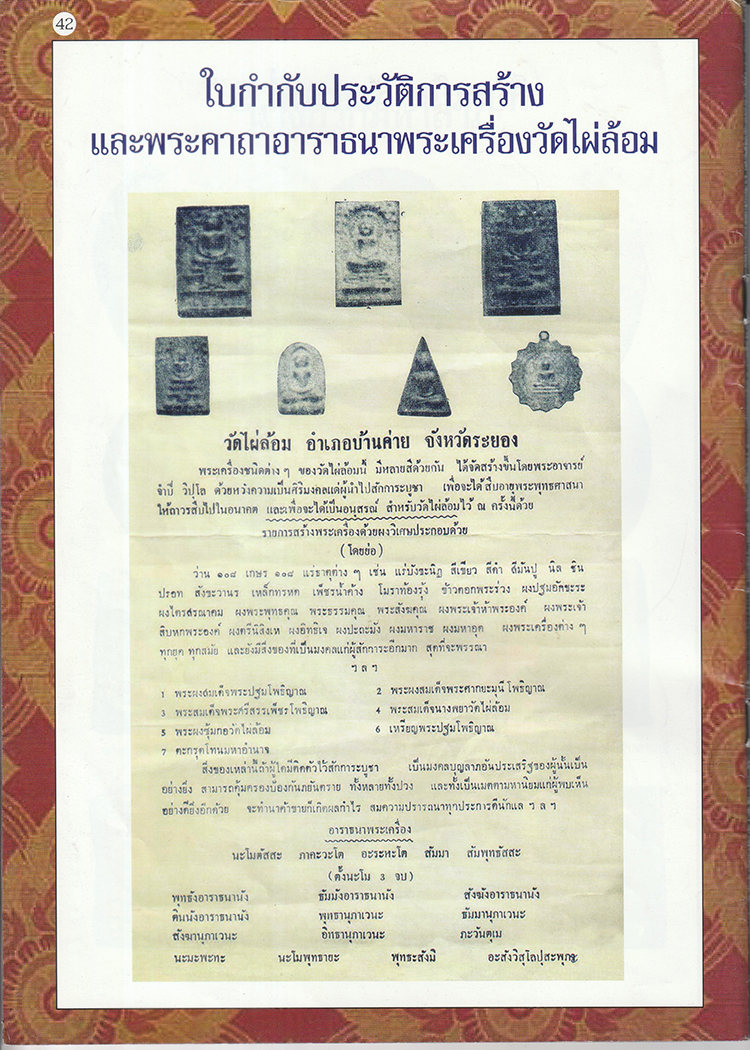 42
ใบกำกับประวัติการสร้าง
และพระคาถาอาราธนาพระเครื่องวัดไผ่ล้อม
วัดไผ่ล้อม อำเภอบ้านค่าย จังหวัดระยอง
พระเครื่องชนิดต่าง ๆ ของวัดไผ่ล้อมนี้ มีหลายสีด้วยกัน ได้จัดสร้างขึ้นโดยพระอาจารย์
จำบี่ วิปุโล ด้วยหวังความเป็นศิริมงคลแด่ผู้นำไปสักการะบูชา เพื่อจะได้สืบอายุพระพุทธศาสนา
ให้ถาวรสืบไปในอนาคต และเพื่อจะได้เป็นอนุสรณ์ สำหรับวัดไผ่ล้อมไว้ ณ ครั้งนี้ด้วย
รายการสร้างพระเครื่องด้วยผงวิเศษประกอบด้วย
(โดยย่อ)
ว่าน ๑๐๘ เกษร ๑๐๘ แร่ธาตุต่าง ๆ เช่น แร่บังขะนิฏ สีเขียว สีดำ สีมันปู นิล ชิน
ปรอท สังขะวานร เหล็กทรหด เพ็ชรน้ำค้าง โมราท้องรุ้ง ข้าวตอกพระร่วง ผงปฐมอักขะระ
ผงไตรสรณาคม ผงพระพุทธคุณ พระธรรมคุณ พระสังฆคุณ ผงพระเจ้าห้าพระองค์ ผงพระเจ้า
สิบหกพระองค์ ผงตรีนิสิงเห ผงอิทธิเจ ผงปะถะมัง ผงมหาราช ผงมหาอุด ผงพระเครื่องต่าง ๆ
ทุกยุค ทุกสมัย และยังมีสิ่งของที่เป็นมงคลแก่ผู้สักการะอีกมาก สุดที่จะพรรณา
ฯ ล ฯ
1 พระผงสมเด็จพระปฐมโพธิญาณ 2 พระผงสมเด็จพระศากยะมุนี โพธิญาณ
3 พระสมเด็จพระศรีสรรเพ็ชรโพธิญาณ 4 พระสมเด็จนางพยาวัดไผ่ล้อม
5 พระผงซุ้มกอวัดไผ่ล้อม 6 เหรียญพระปฐมโพธิญาณ
7 ตะกรุดโทนมหาอำนาจ
สิ่งของเหล่านี้ถ้าผู้ใดมีติดตัวไว้สักการะบูชา เป็นมงคลบุญลาภอันประเสริฐของผู้นั้นเป็น
อย่างยิ่ง สามารถคุ้มครองป้องกันภยันตราย ทั้งหลายทั้งปวง และทั้งเป็นเมตตามหานิยมแก่ผู้พบเห็น
อย่างดียิ่งอีกด้วย จะทำนาค้าขายก็เกิดผลกำไร สมความปรารถนาทุกประการดีนักแล ฯ ล ฯ
อาราธนาพระเครื่อง
นะโมตัสสะ ภาคะวะโต อะระหะโต สัมมา สัมพุทธัสสะ
(ตั้งนะโม 3 จบ)
พุทธังอาราธนานัง ธัมมังอาราธนานัง สังฆังอาราธนานัง
ตินนังอาราธนานัง พุทธานุภาเวนะ ธัมมานุภาเวนะ
สังฆานุภาเวนะ อิทธานุภาเวนะ ภะวันตุเม
นะมะพะทะ นะโมพุทธายะ พุทธะสังมิ อะสังวิสุโลปุสะพุภะ